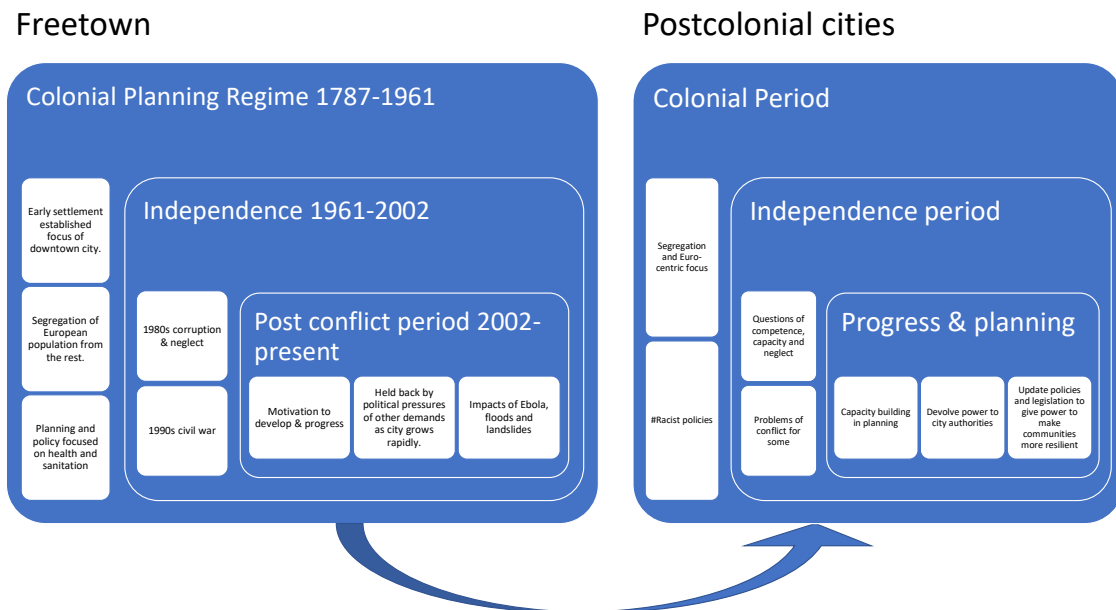 Freetown
Colonial Planning Regime 1787-1961
Early settlement
established
focus of
downtown city.
Segregation of
European
population from
the rest.
Planning and
policy focused
on health and
sanitation
Independence 1961-2002
1980s corruption
& neglect
1990s civil war
Post conflict period 2002-
present
Motivation to
develop & progress
Held back by
political pressures
of other demands
as city grows
rapidly.
Impacts of Ebola,
floods and
landslides
Postcolonial cities
Colonial Period
Segregation
and Euro-
centric focus
#Racist policies
Independence period
Questions of
competence,
capacity and
neglect
Problems of
conflict for
some
Progress & planning
Capacity building
in planning
Devolve power to
city authorities
Update policies
and legislation to
give power to
make
communities
more resilient